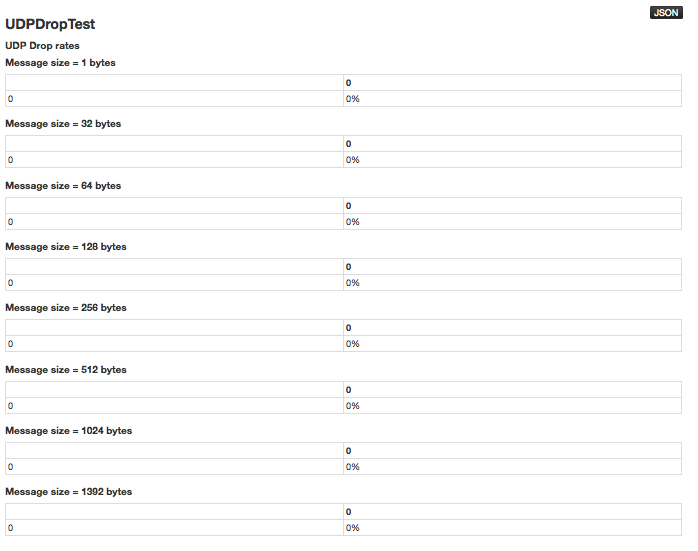 JSON
UDPDropTest
UDP Drop rates
Message size = 1 bytes
0
0 0%
Message size = 32 bytes
0
0 0%
Message size = 64 bytes
0
0 0%
Message size = 128 bytes
0
0 0%
Message size = 256 bytes
0
0 0%
Message size = 512 bytes
0
0 0%
Message size = 1024 bytes
0
0 0%
Message size = 1392 bytes
0
0 0%